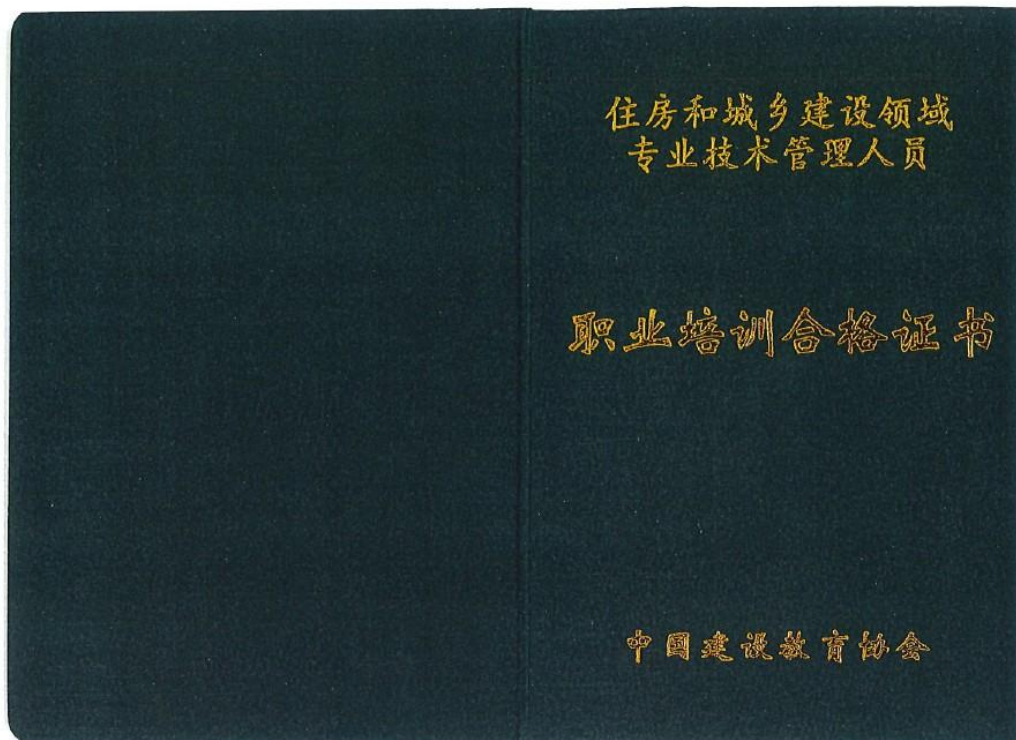 住房和城乡建设领域
专业技术管理人员
职业培训合格证书
中国建设教育协会